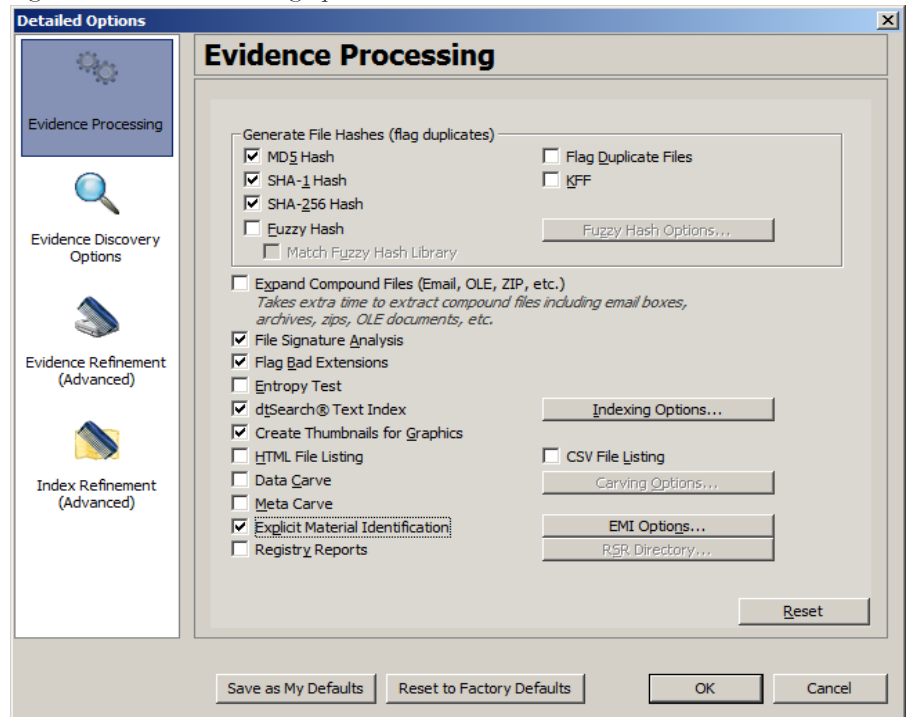 Detailed Options
Evidence Processing
Evidence Processing
Evidence Discovery
Options
Evidence Refinement
(Advanced)
Index Refinement
(Advanced)
Generate File Hashes (flag duplicates)
MD5 Hash
Flag Duplicate Files
SHA-1 Hash
KFF
SHA-256 Hash
Fuzzy Hash
Fuzzy Hash Options...
Match Fuzzy Hash Library
Expand Compound Files (Email, OLE, ZIP, etc.)
Takes extra time to extract compound files including email boxes,
archives, zips, OLE documents, etc.
File Signature Analysis
Flag Bad Extensions
Entropy Test
dtSearch® Text Index
Indexing Options...
Create Thumbnails for Graphics
HTML File Listing
CSV File Listing
Data Carve
Carving Options...
Meta Carve
Explicit Material Identification
EMI Options...
Registry Reports
RSR Directory...
Reset
Save as My Defaults
Reset to Factory Defaults
OK
Cancel